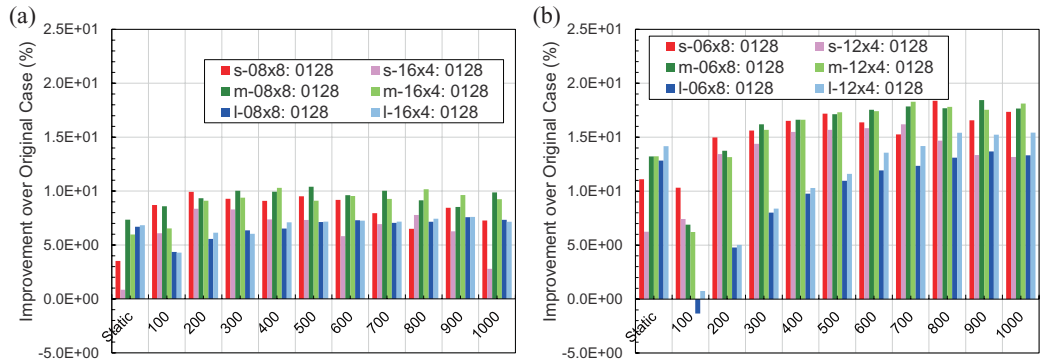 (a)
Improvement over Original Case (%)
2.5E+01
2.0E+01
1.5E+01
1.0E+01
5.0E+00
0.0E+00
-5.0E+00
s-08x8: 0128
s-16x4: 0128
m-08x8: 0128
m-16x4: 0128
l-08x8: 0128
l-16x4: 0128
Static
100
200
300
400
500
600
700
800
900
1000
(b)
Improvement over Original Case (%)
2.5E+01
2.0E+01
1.5E+01
1.0E+01
5.0E+00
0.0E+00
-5.0E+00
s-06x8: 0128
s-12x4: 0128
m-06x8: 0128
m-12x4: 0128
l-06x8: 0128
l-12x4: 0128
Static
100
200
300
400
500
600
700
800
900
1000